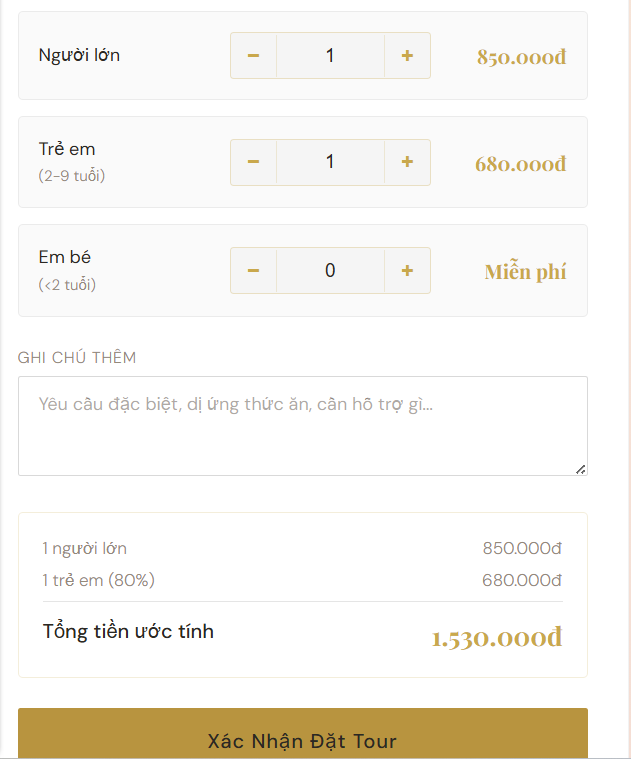 Người lớn
− 1 + 850.000đ
Trẻ em
(2-9 tuổi)
− 1 + 680.000đ
Em bé
(<2 tuổi)
− 0 + Miễn phí
GHI CHÚ THÊM
Yêu cầu đặc biệt, dị ứng thức ăn, cần hỗ trợ gì...
1 người lớn 850.000đ
1 trẻ em (80%) 680.000đ
Tổng tiền ước tính 1.530.000đ
Xác Nhận Đặt Tour